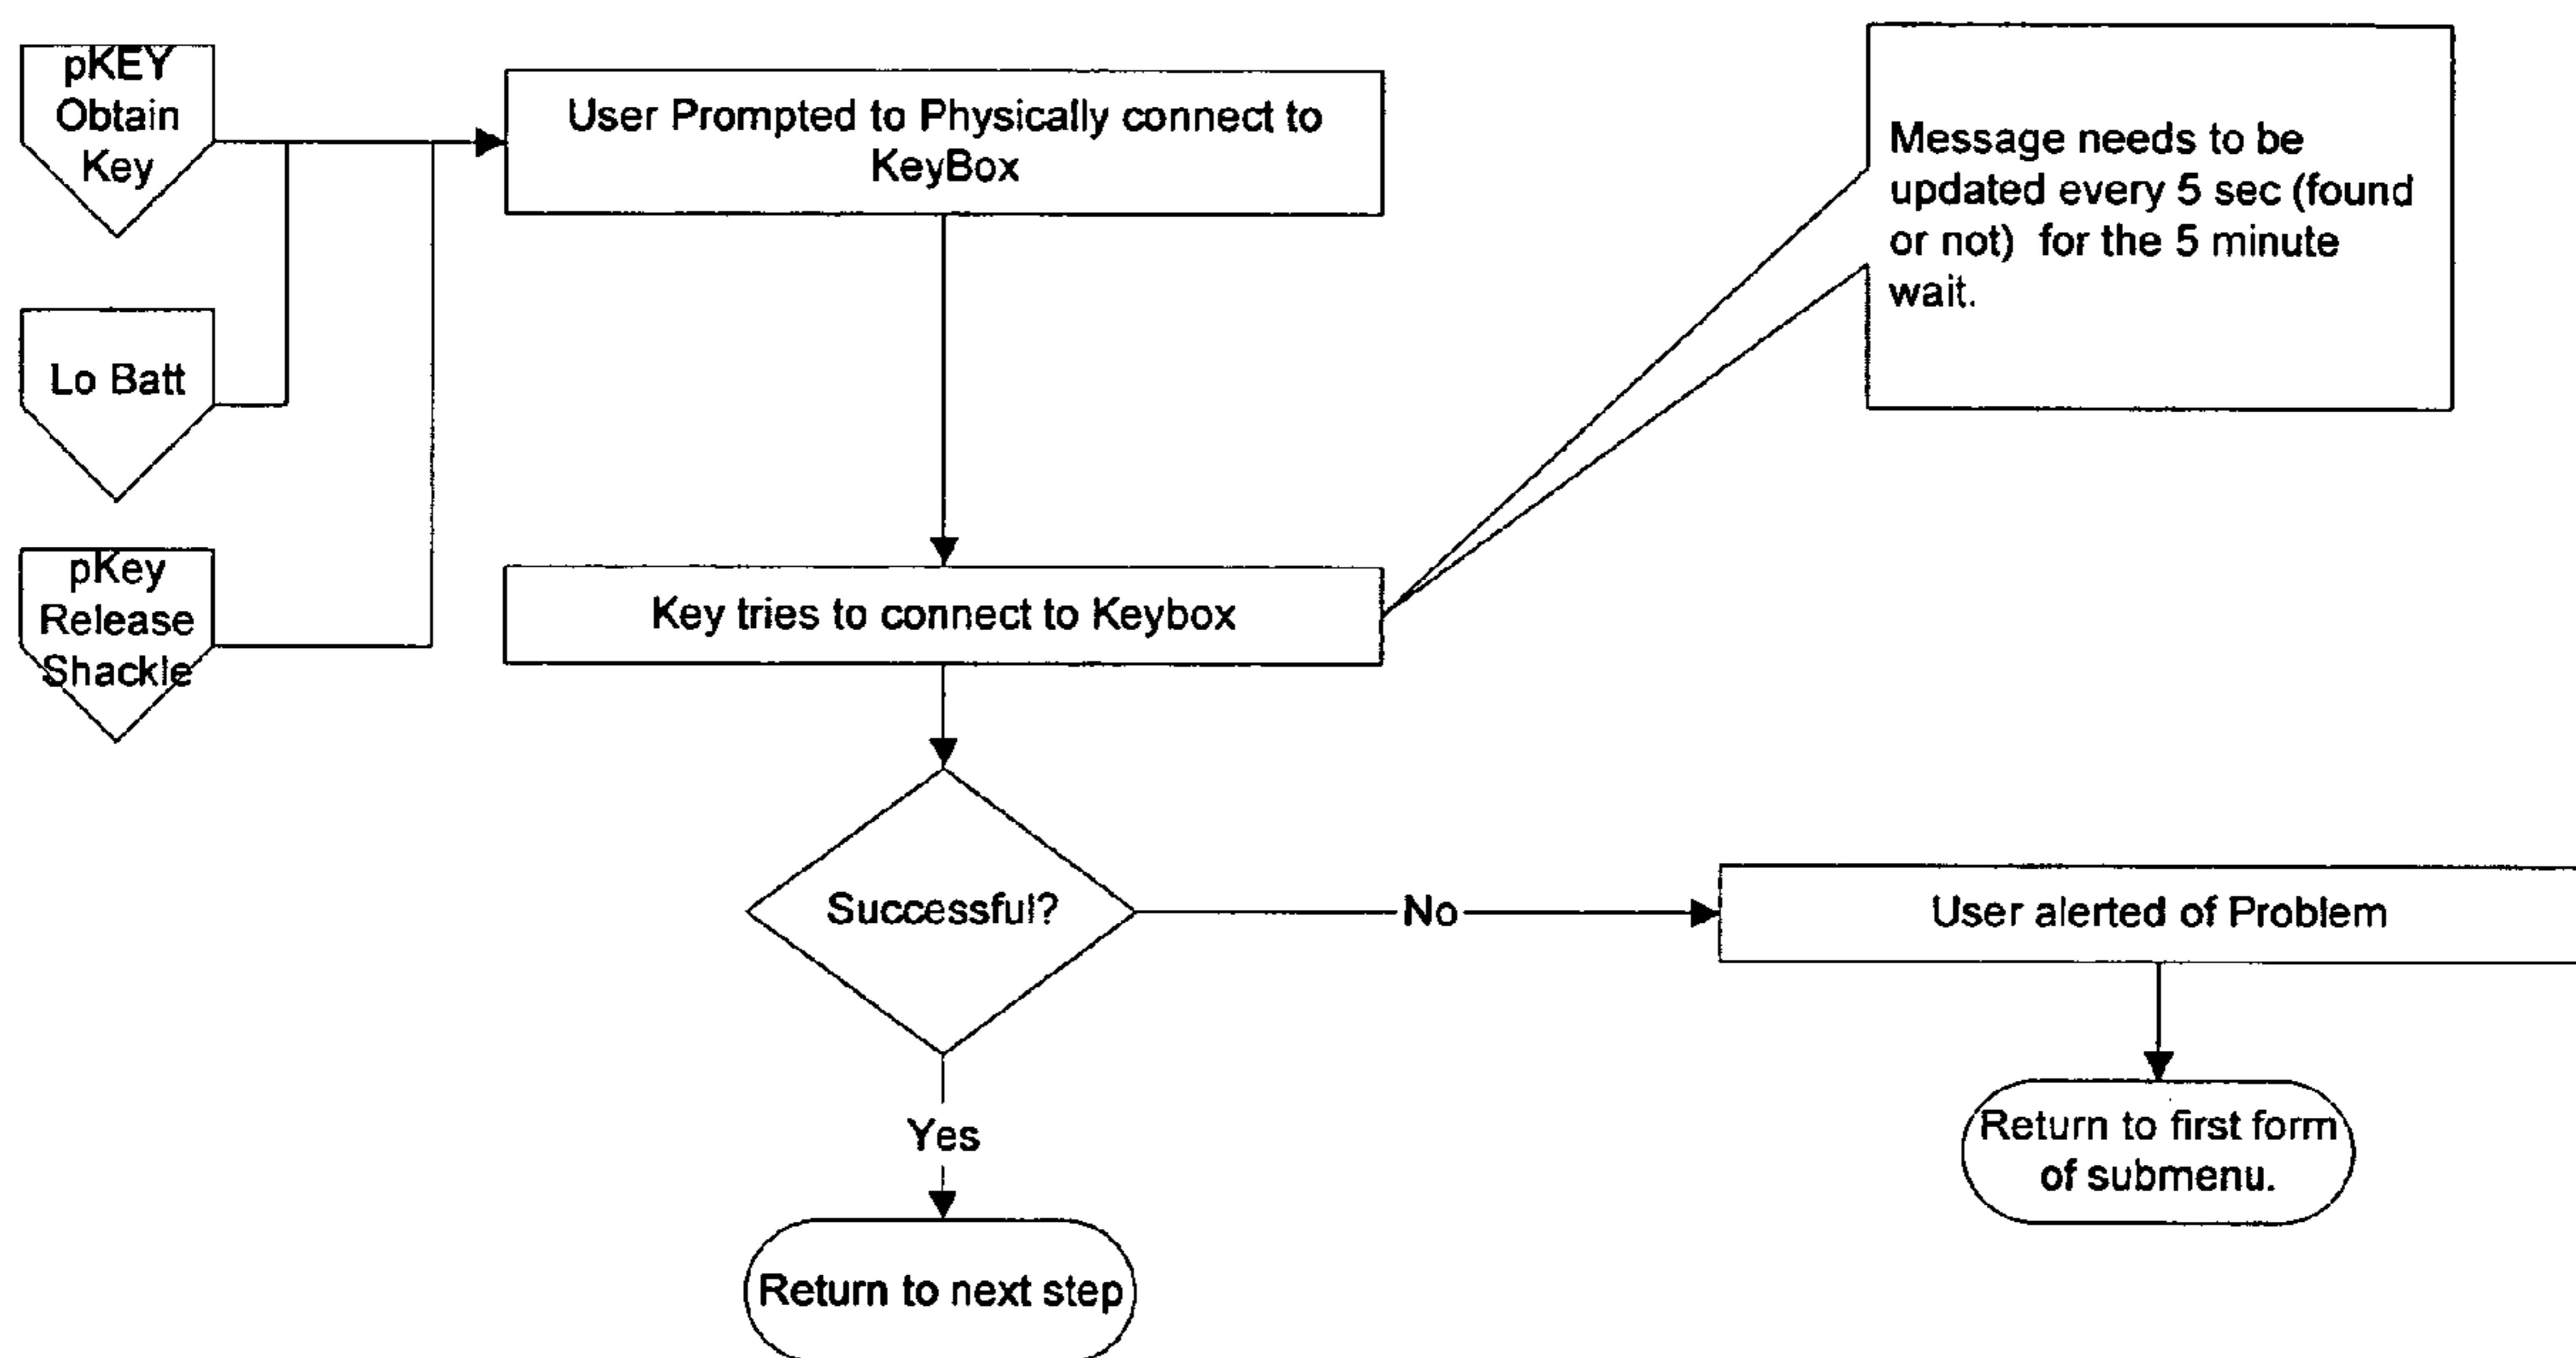 pKEY
Obtain
Key
User Prompted to Physically connect to
KeyBox
Message needs to be
updated every 5 sec (found
or not) for the 5 minute
wait.
Lo Batt
pKey
Release
Shackle
Key tries to connect to Keybox
Successful?
No
User alerted of Problem
Yes
Return to first form
of submenu.
Return to next step